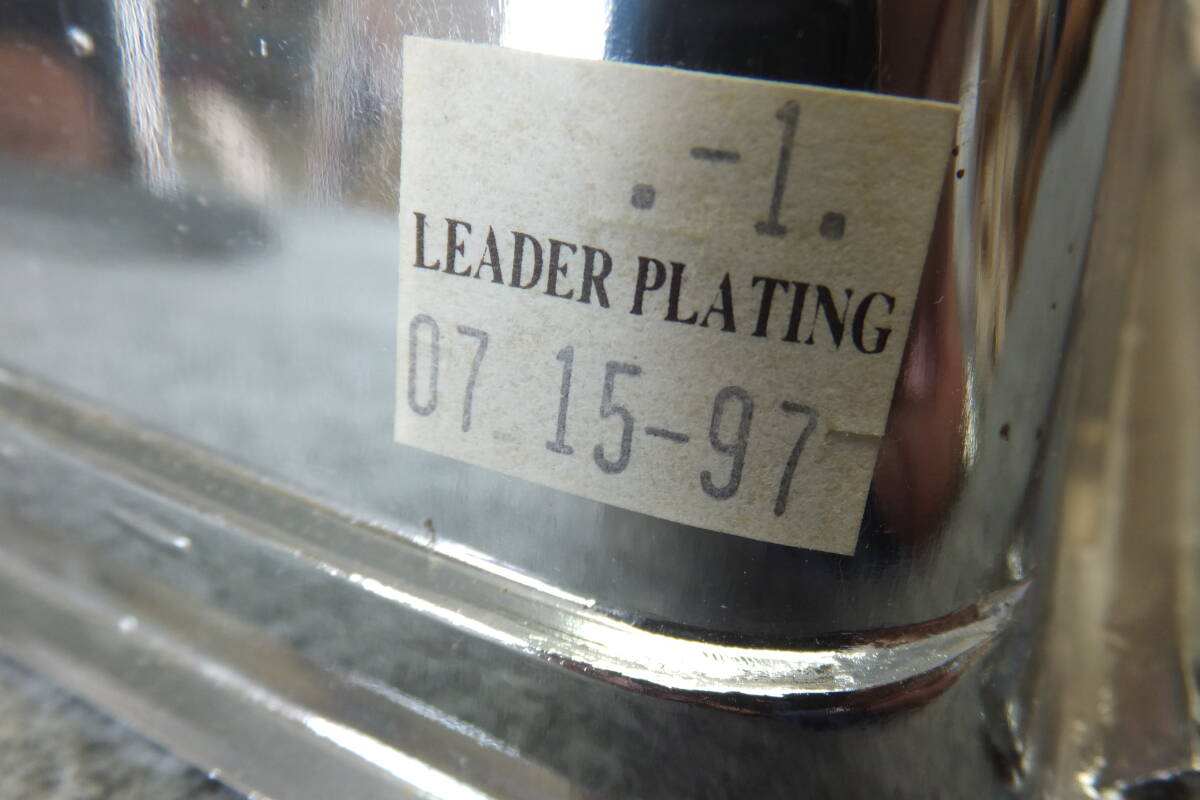 .-1.
LEADER PLATING
07 15-97